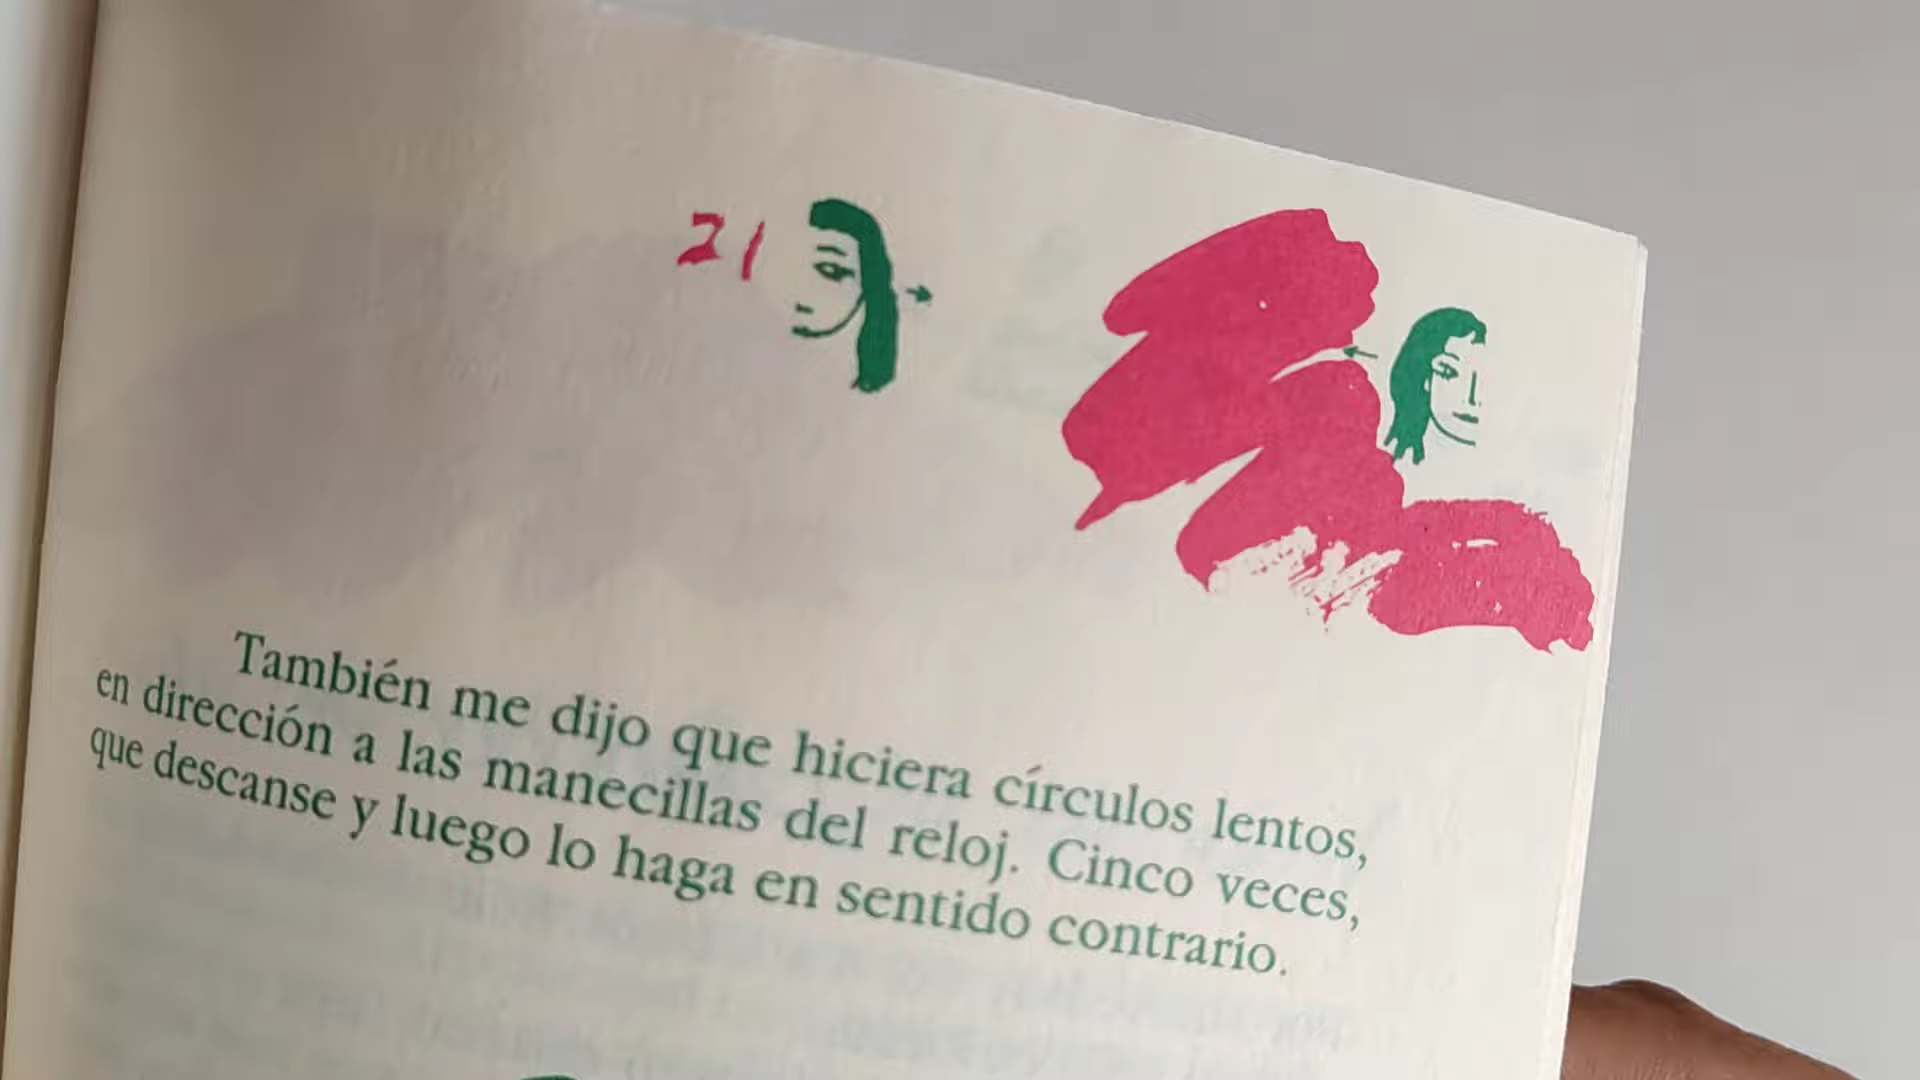 21
También me dijo que hiciera círculos lentos,
en dirección a las manecillas del reloj. Cinco veces,
que descanse y luego lo haga en sentido contrario.